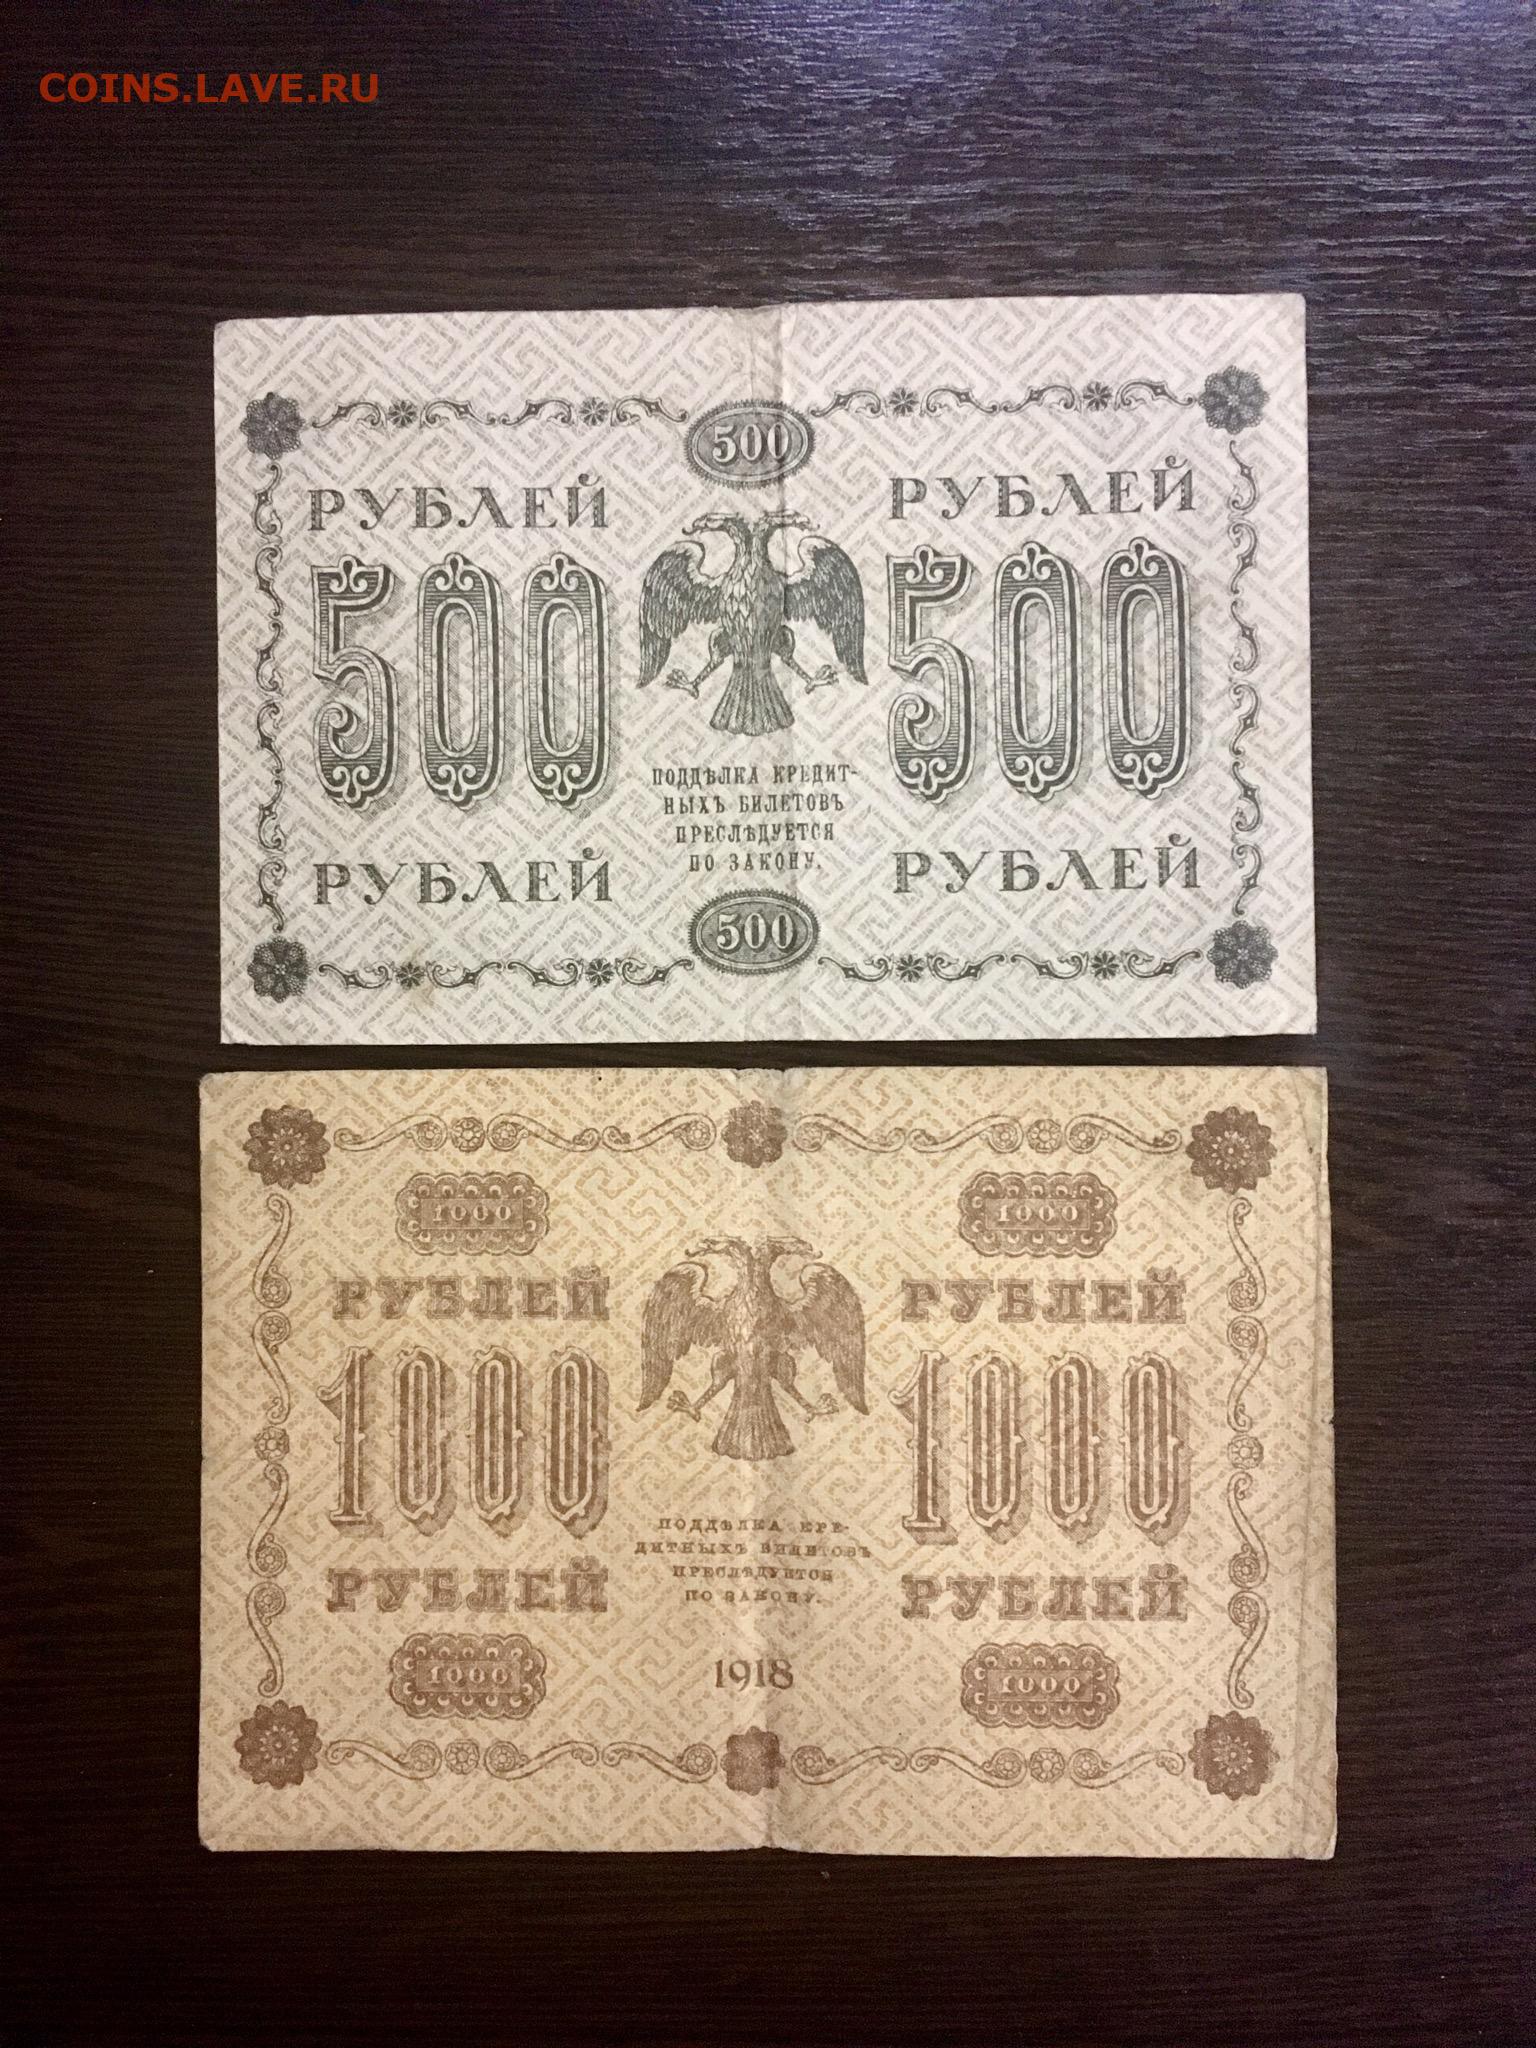 COINS.LAVE.RU
500
РУБЛЕЙ РУБЛЕЙ
500 500
ПОДДѢЛКА КРЕДИТ-
НЫХЪ БИЛЕТОВЪ
ПРЕСЛѢДУЕТСЯ
ПО ЗАКОНУ.
РУБЛЕЙ РУБЛЕЙ
500
1000 1000
РУБЛЕЙ РУБЛЕЙ
1000 1000
ПОДДѢЛКА КРЕ-
ДИТНЫХЪ БИЛЕТОВЪ
ПРЕСЛѢДУЕТСЯ
ПО ЗАКОНУ.
РУБЛЕЙ РУБЛЕЙ
1000 1918 1000